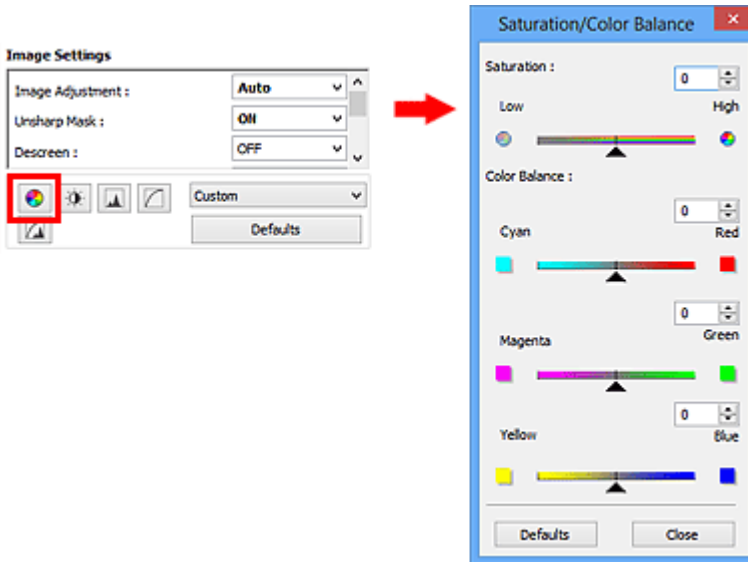 Image Settings
Image Adjustment : Auto
Unsharp Mask : ON
Descreen : OFF
Custom
Defaults
Saturation/Color Balance
Saturation : 0
Low High
Color Balance :
0
Cyan Red
0
Magenta Green
0
Yellow Blue
Defaults Close